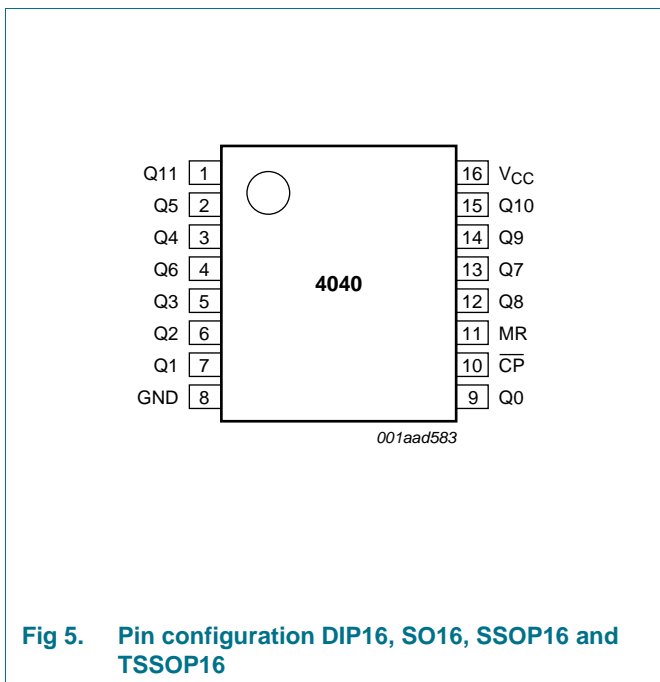 Q11 1 16 VCC
Q5 2 15 Q10
Q4 3 14 Q9
Q6 4 13 Q7
4040
Q3 5 12 Q8
Q2 6 11 MR
Q1 7 10 C̅P̅
GND 8 9 Q0
001aad583
Fig 5. Pin configuration DIP16, SO16, SSOP16 and
TSSOP16